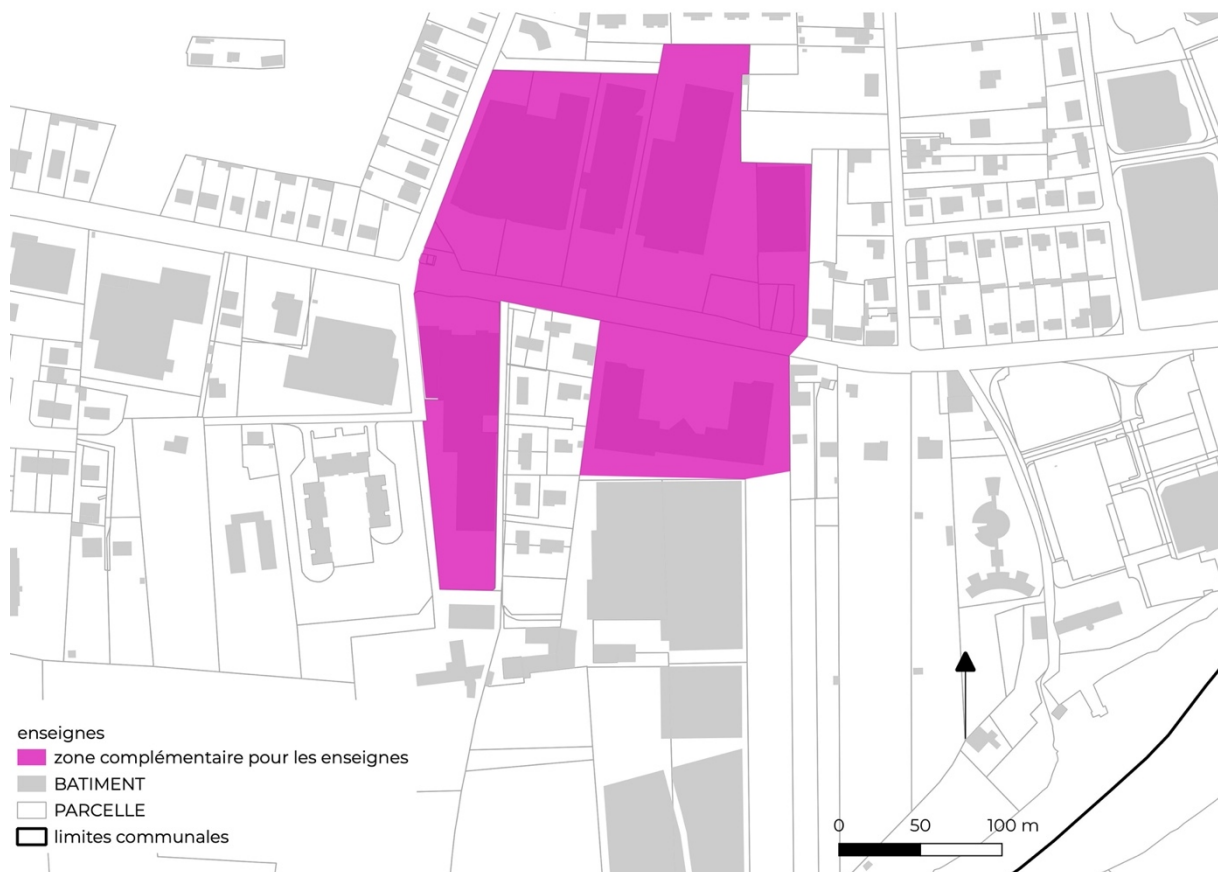 enseignes
zone complémentaire pour les enseignes
BATIMENT
PARCELLE
limites communales
0 50 100 m